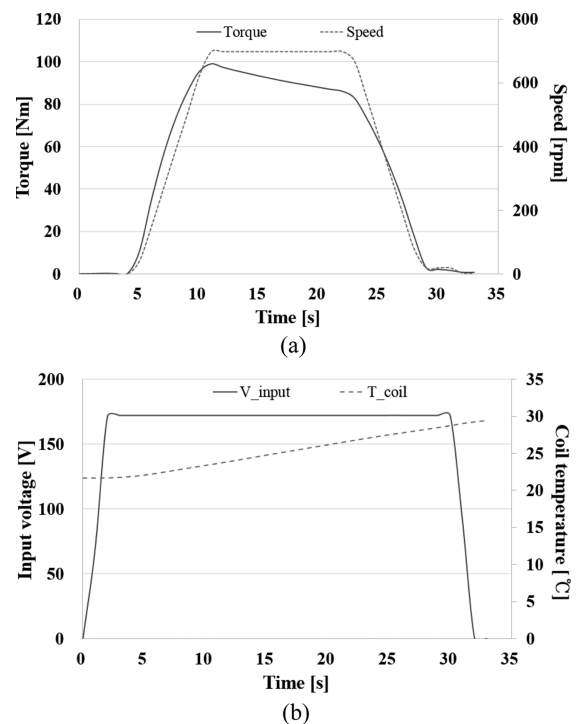 120
100
80
60
40
20
0
Torque [Nm]
Torque
Speed
800
600
400
200
0
Speed [rpm]
0 5 10 15 20 25 30 35
Time [s]
(a)
200
150
100
50
0
Input voltage [V]
V_input
T_coil
35
30
25
20
15
10
5
0
Coil temperature [℃]
0 5 10 15 20 25 30 35
Time [s]
(b)